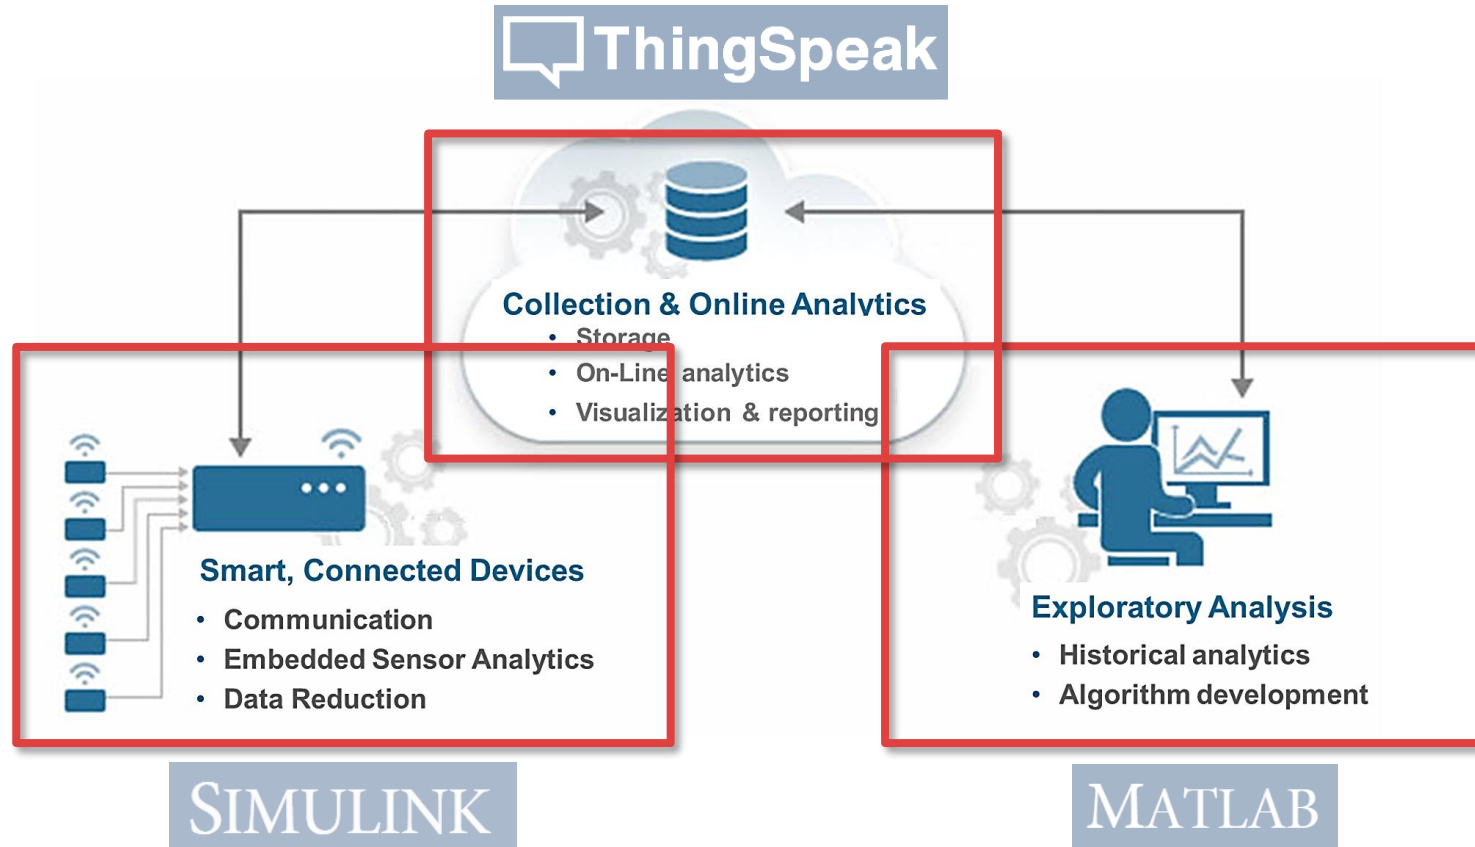 ThingSpeak
Collection & Online Analytics
• Storage
• On-Line analytics
• Visualization & reporting
Smart, Connected Devices
• Communication
• Embedded Sensor Analytics
• Data Reduction
Exploratory Analysis
• Historical analytics
• Algorithm development
SIMULINK
MATLAB